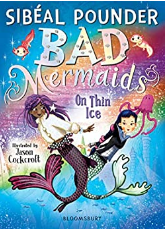 SIBÉAL POUNDER
BAD
Mermaids
On Thin
Ice
Illustrated by
Jason
Cockcroft
BLOOMSBURY